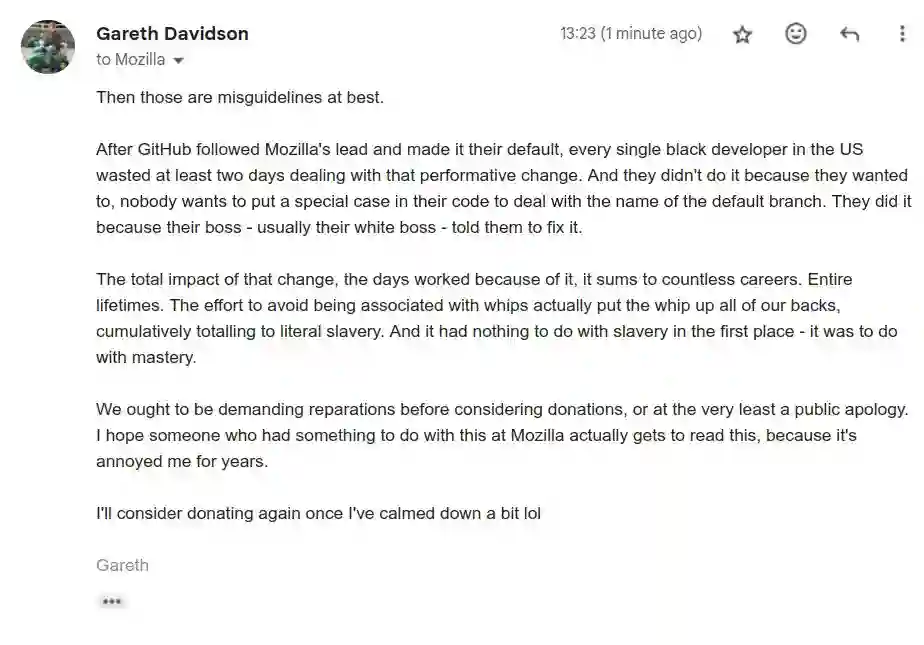 Gareth Davidson
13:23 (1 minute ago)
to Mozilla
Then those are misguidelines at best.
After GitHub followed Mozilla's lead and made it their default, every single black developer in the US
wasted at least two days dealing with that performative change. And they didn't do it because they wanted
to, nobody wants to put a special case in their code to deal with the name of the default branch. They did it
because their boss - usually their white boss - told them to fix it.
The total impact of that change, the days worked because of it, it sums to countless careers. Entire
lifetimes. The effort to avoid being associated with whips actually put the whip up all of our backs,
cumulatively totalling to literal slavery. And it had nothing to do with slavery in the first place - it was to do
with mastery.
We ought to be demanding reparations before considering donations, or at the very least a public apology.
I hope someone who had something to do with this at Mozilla actually gets to read this, because it's
annoyed me for years.
I'll consider donating again once I've calmed down a bit lol
Gareth